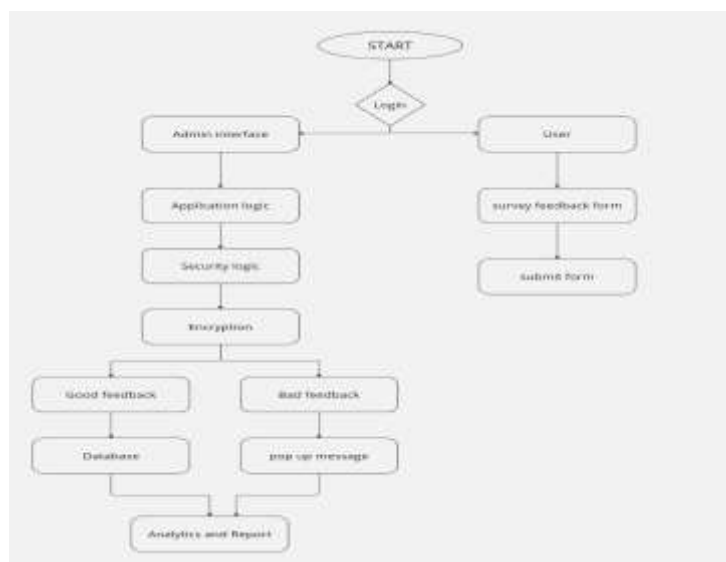 START
Login
Admin interface
User
Application logic
survey feedback form
Security logic
submit form
Encryption
Good feedback
Bad feedback
Database
pop up message
Analytics and Report